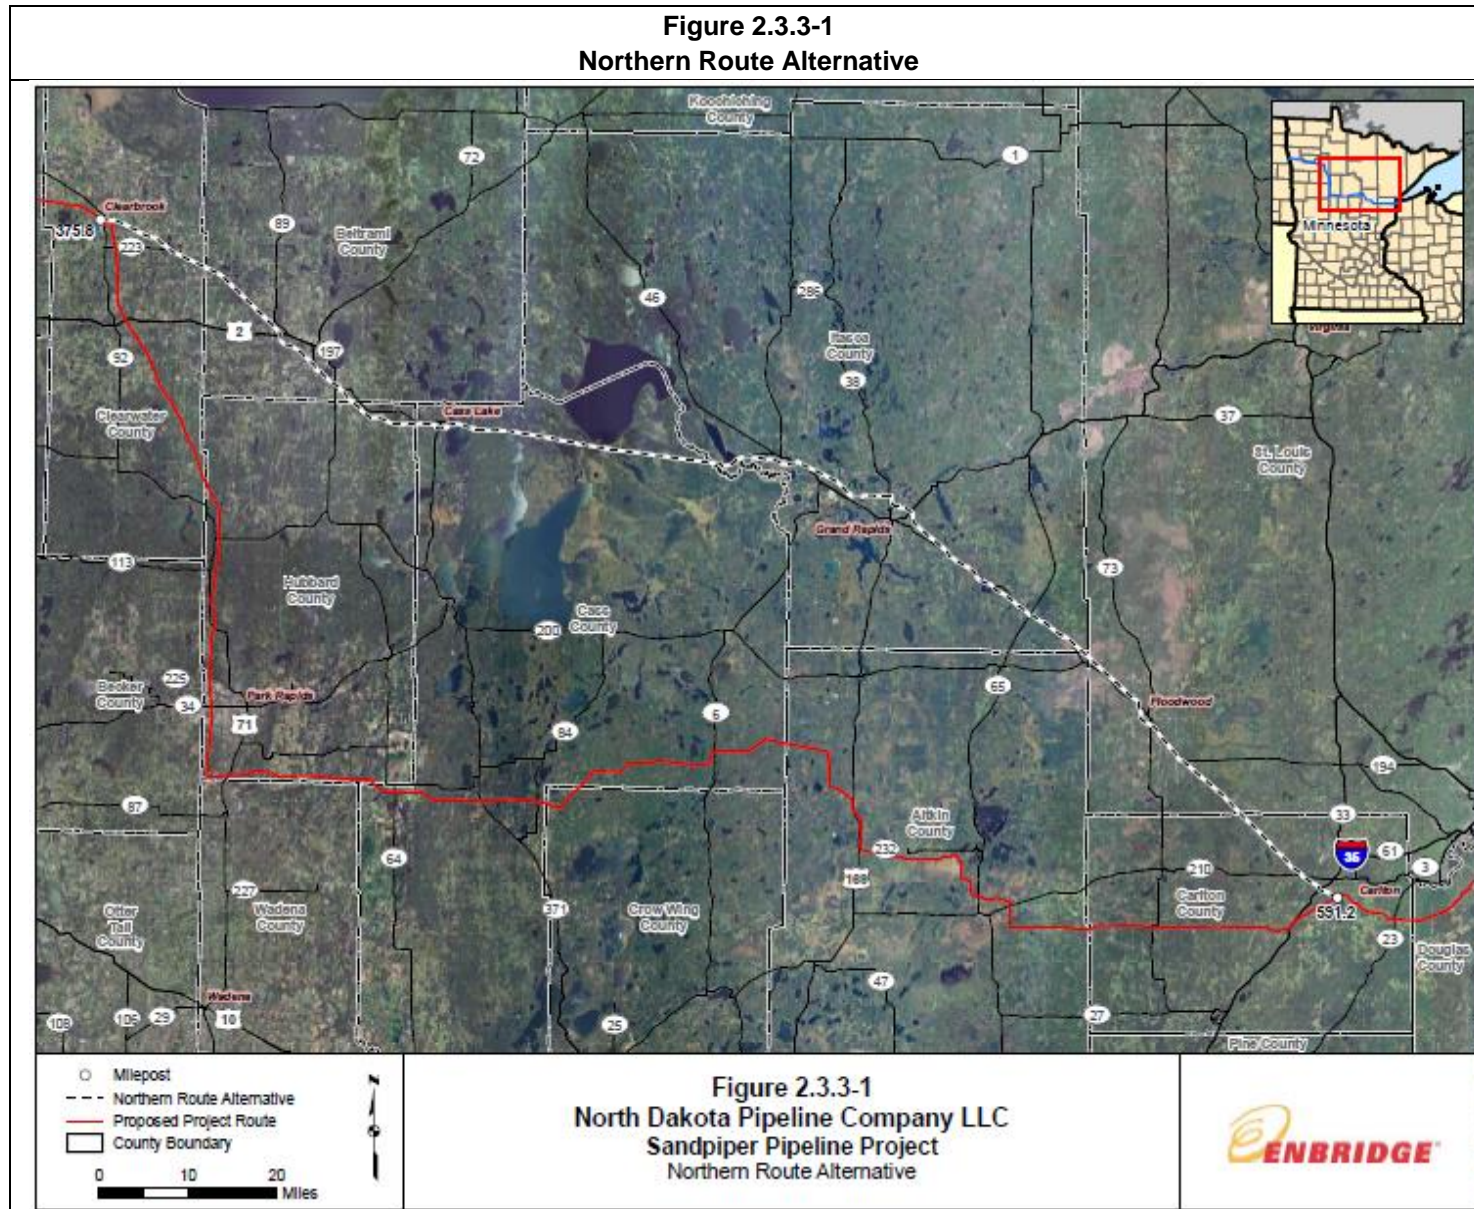 Figure 2.3.3-1
Northern Route Alternative
Koochiching
County
72
1
Clearbrook
375.8
223
89
Beltrami
County
Minnesota
Virginia
46
286
2
197
92
Itasca
County
38
Cass Lake
37
Clearwater
County
St. Louis
County
Grand Rapids
113
73
Hubbard
County
Cass
County
200
225
Becker
County
34
Park Rapids
71
65
6
Floodwood
84
194
87
Aitkin
County
33
232
35
61
3
64
169
210
Carlton
Carlton
County
591.2
227
Wadena
County
Otter
Tail
County
371
Crow Wing
County
23
Douglas
County
47
Wadena
10
108
106
29
25
27
Pine County
Milepost
Northern Route Alternative
Proposed Project Route
County Boundary
0 10 20
Miles
N
Figure 2.3.3-1
North Dakota Pipeline Company LLC
Sandpiper Pipeline Project
Northern Route Alternative
ENBRIDGE